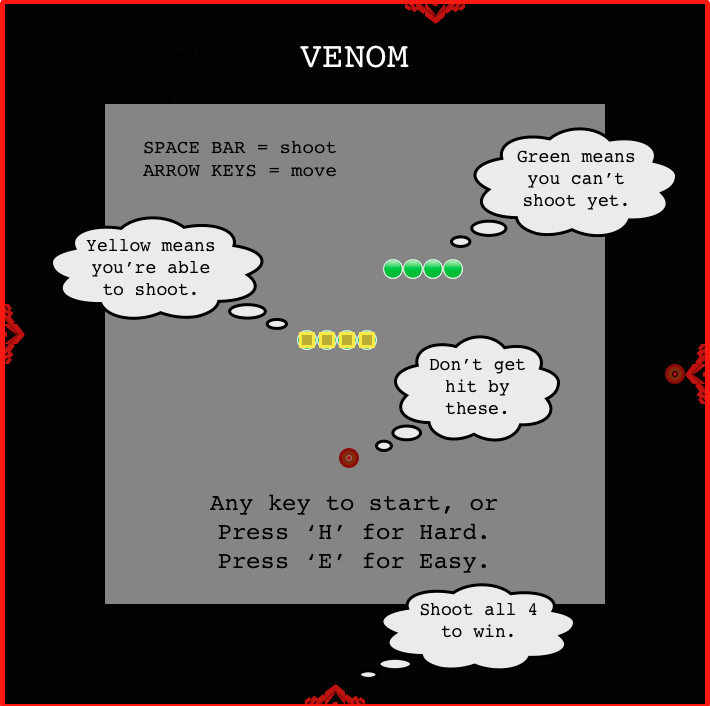 Text
VENOM
SPACE BAR = shoot
ARROW KEYS = move
Green means
you can't
shoot yet.
Yellow means
you're able
to shoot.
Don't get
hit by
these.
Any key to start, or
Press ‘H’ for Hard.
Press ‘E’ for Easy.
Shoot all 4
to win.